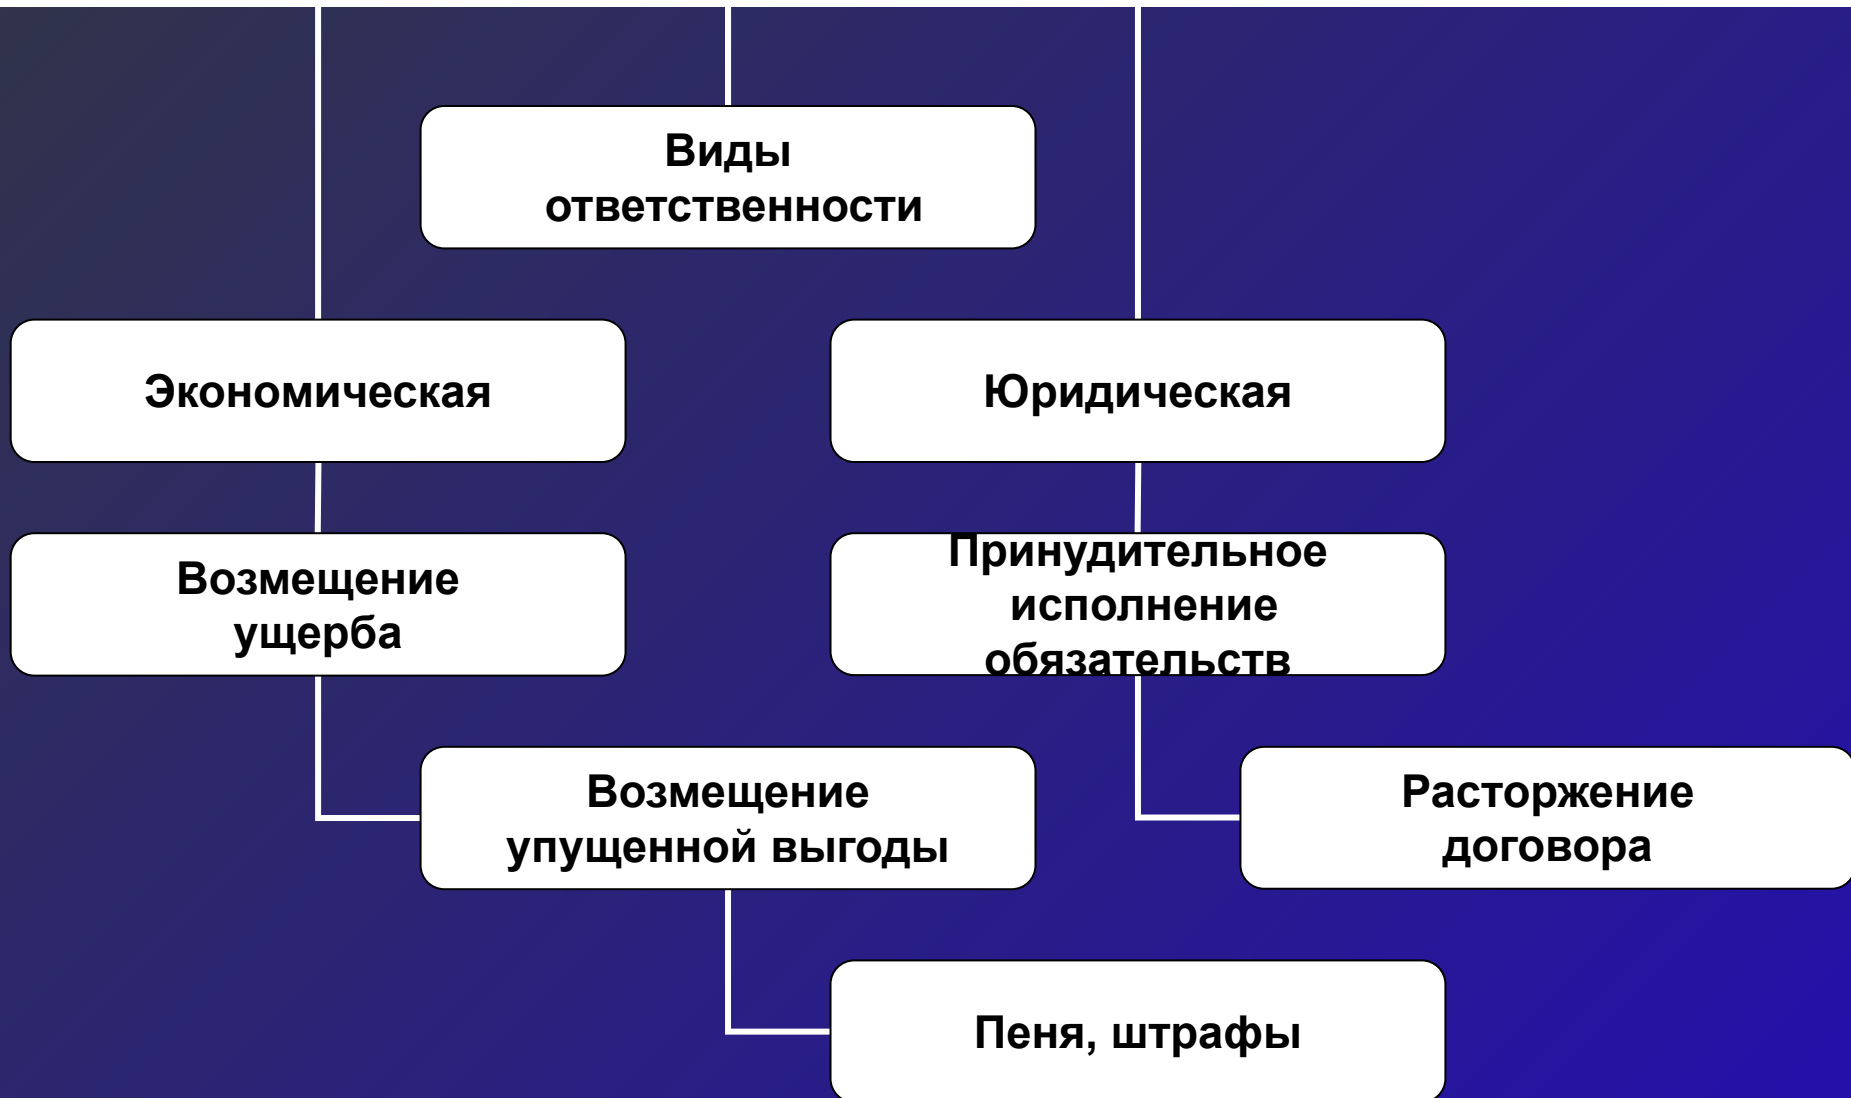 Виды
ответственности
Экономическая
Юридическая
Возмещение
ущерба
Принудительное
исполнение
обязательств
Возмещение
упущенной выгоды
Расторжение
договора
Пеня, штрафы